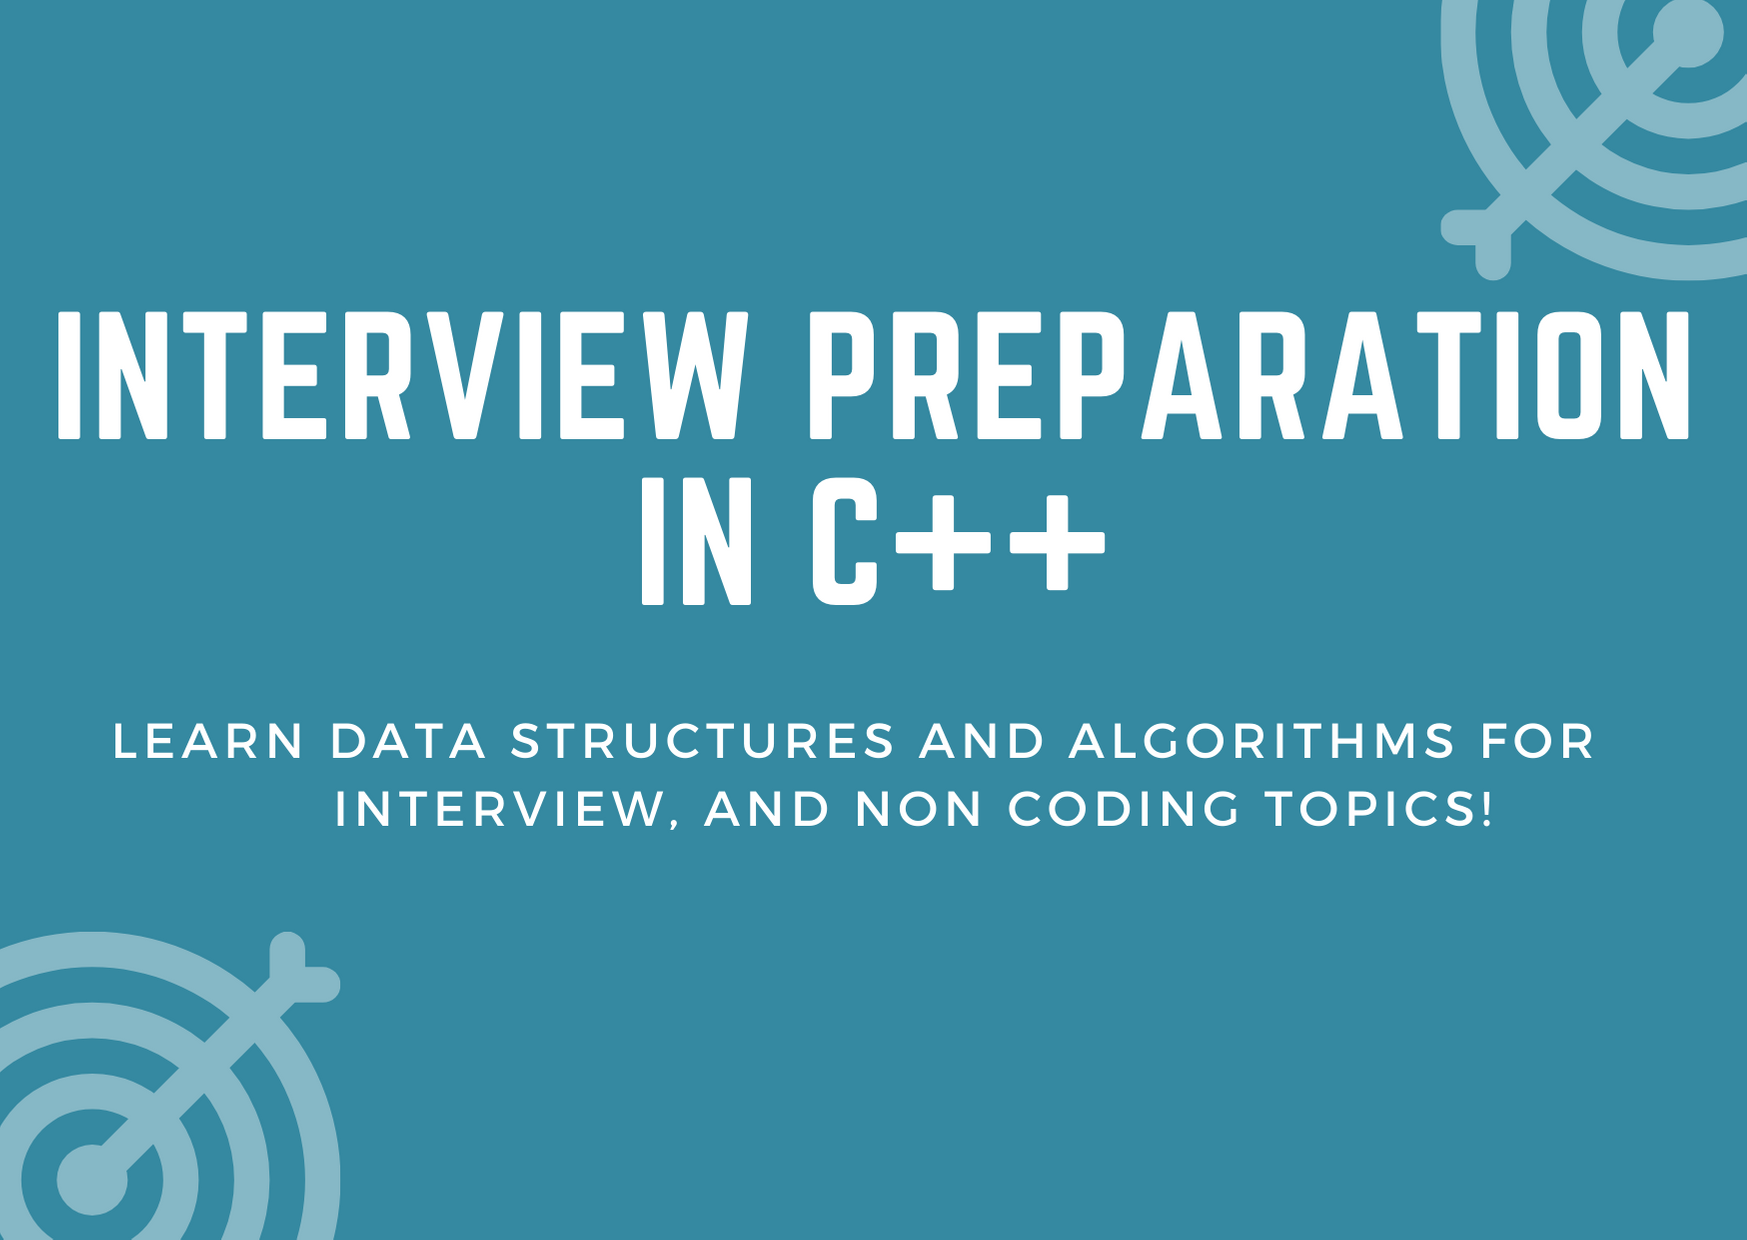 INTERVIEW PREPARATION
IN C++
LEARN DATA STRUCTURES AND ALGORITHMS FOR
INTERVIEW, AND NON CODING TOPICS!